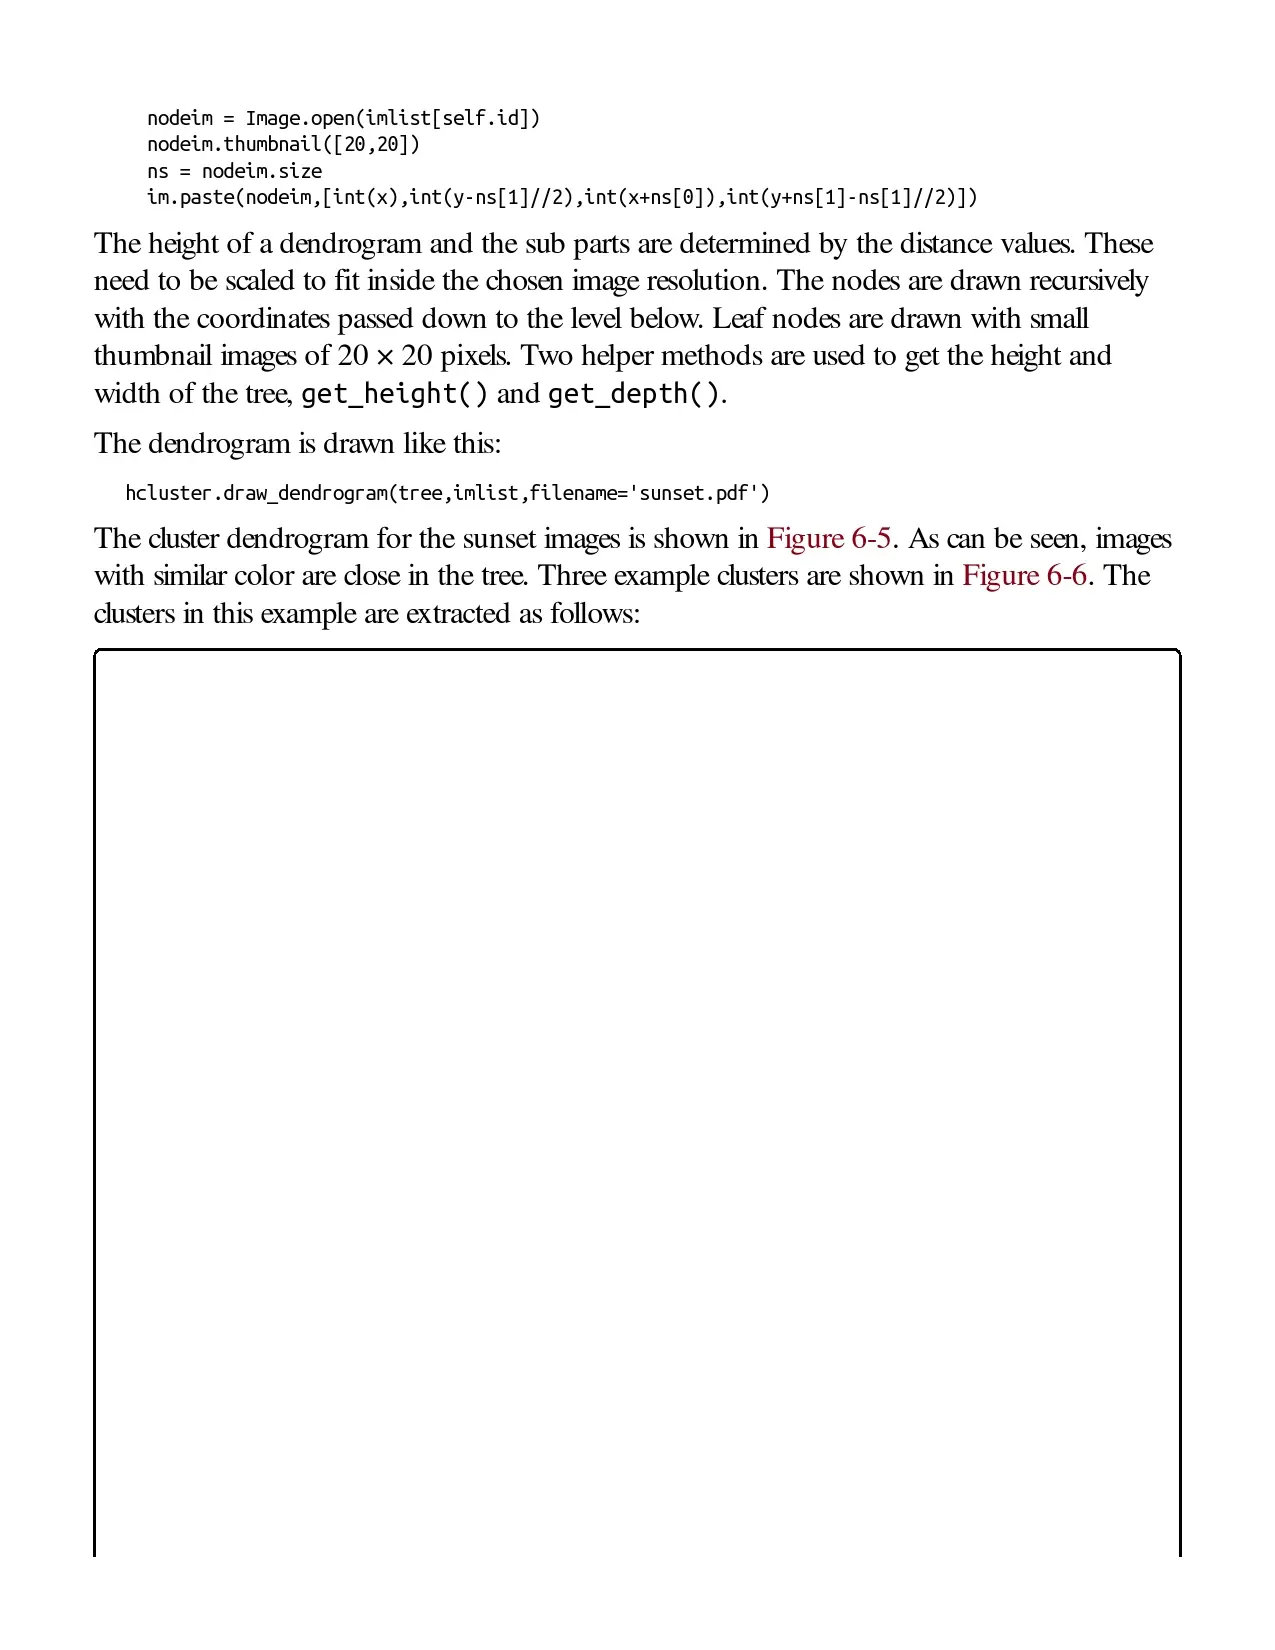 nodeim = Image.open(imlist[self.id])
nodeim.thumbnail([20,20])
ns = nodeim.size
im.paste(nodeim,[int(x),int(y-ns[1]//2),int(x+ns[0]),int(y+ns[1]-ns[1]//2)])
The height of a dendrogram and the sub parts are determined by the distance values. These
need to be scaled to fit inside the chosen image resolution. The nodes are drawn recursively
with the coordinates passed down to the level below. Leaf nodes are drawn with small
thumbnail images of 20 × 20 pixels. Two helper methods are used to get the height and
width of the tree, get_height() and get_depth().
The dendrogram is drawn like this:
hcluster.draw_dendrogram(tree,imlist,filename='sunset.pdf')
The cluster dendrogram for the sunset images is shown in Figure 6-5. As can be seen, images
with similar color are close in the tree. Three example clusters are shown in Figure 6-6. The
clusters in this example are extracted as follows: